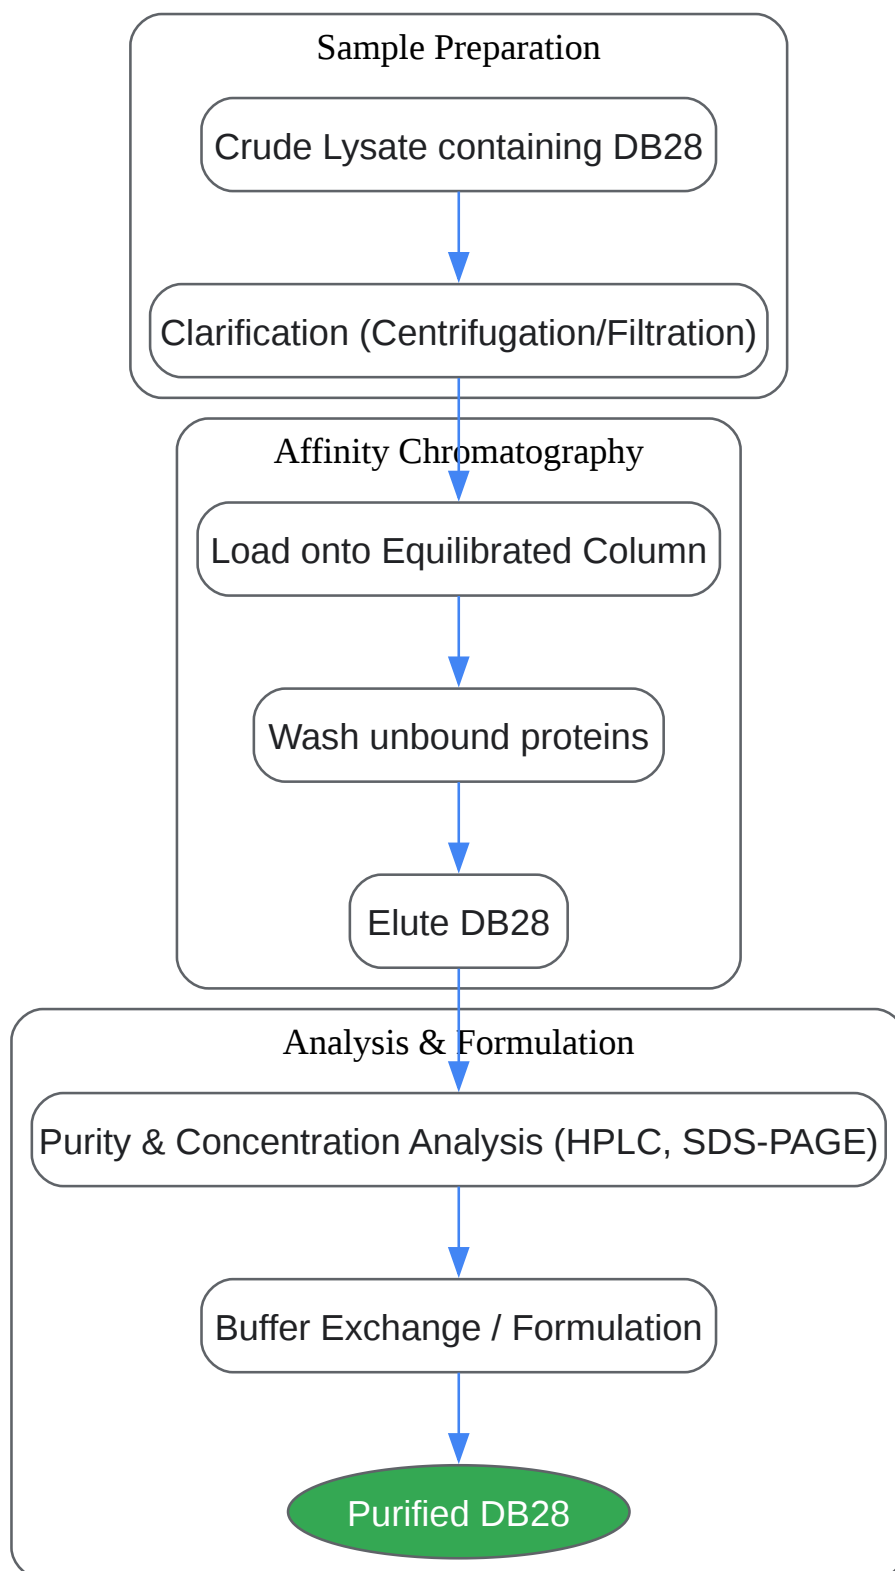 Sample Preparation
Crude Lysate containing DB28
Clarification (Centrifugation/Filtration)
Affinity Chromatography
Load onto Equilibrated Column
Wash unbound proteins
Elute DB28
Analysis & Formulation
Purity & Concentration Analysis (HPLC, SDS-PAGE)
Buffer Exchange / Formulation
Purified DB28